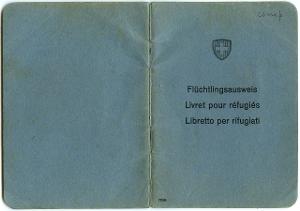 Flüchtlingsausweis
Livret pour réfugiés
Libretto per rifugiati